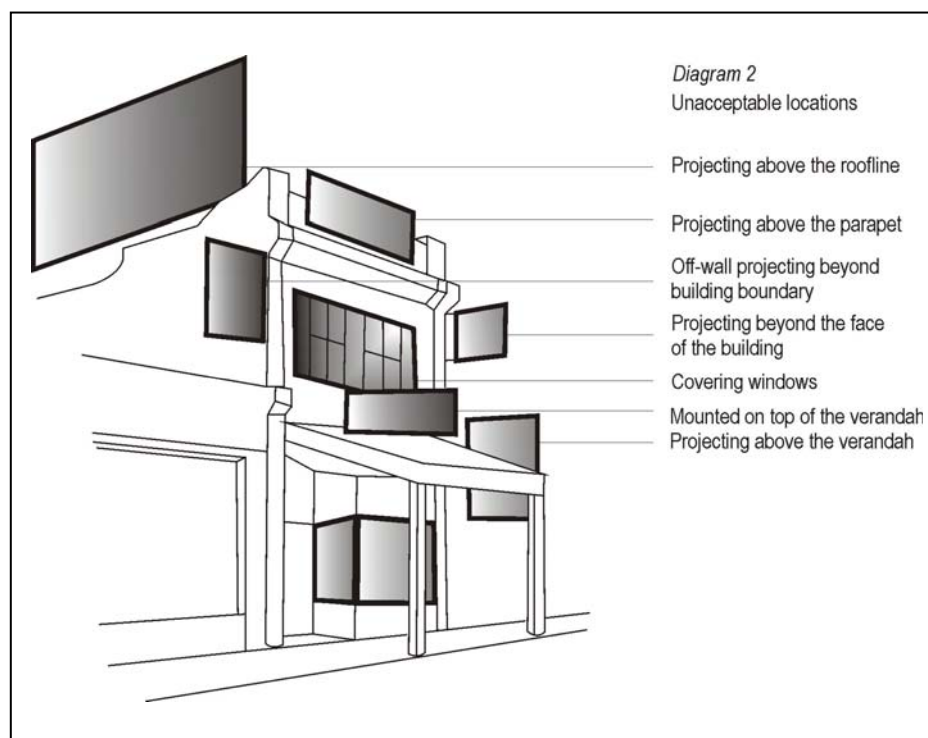 Diagram 2
Unacceptable locations
Projecting above the roofline
Projecting above the parapet
Off-wall projecting beyond
building boundary
Projecting beyond the face
of the building
Covering windows
Mounted on top of the verandah
Projecting above the verandah